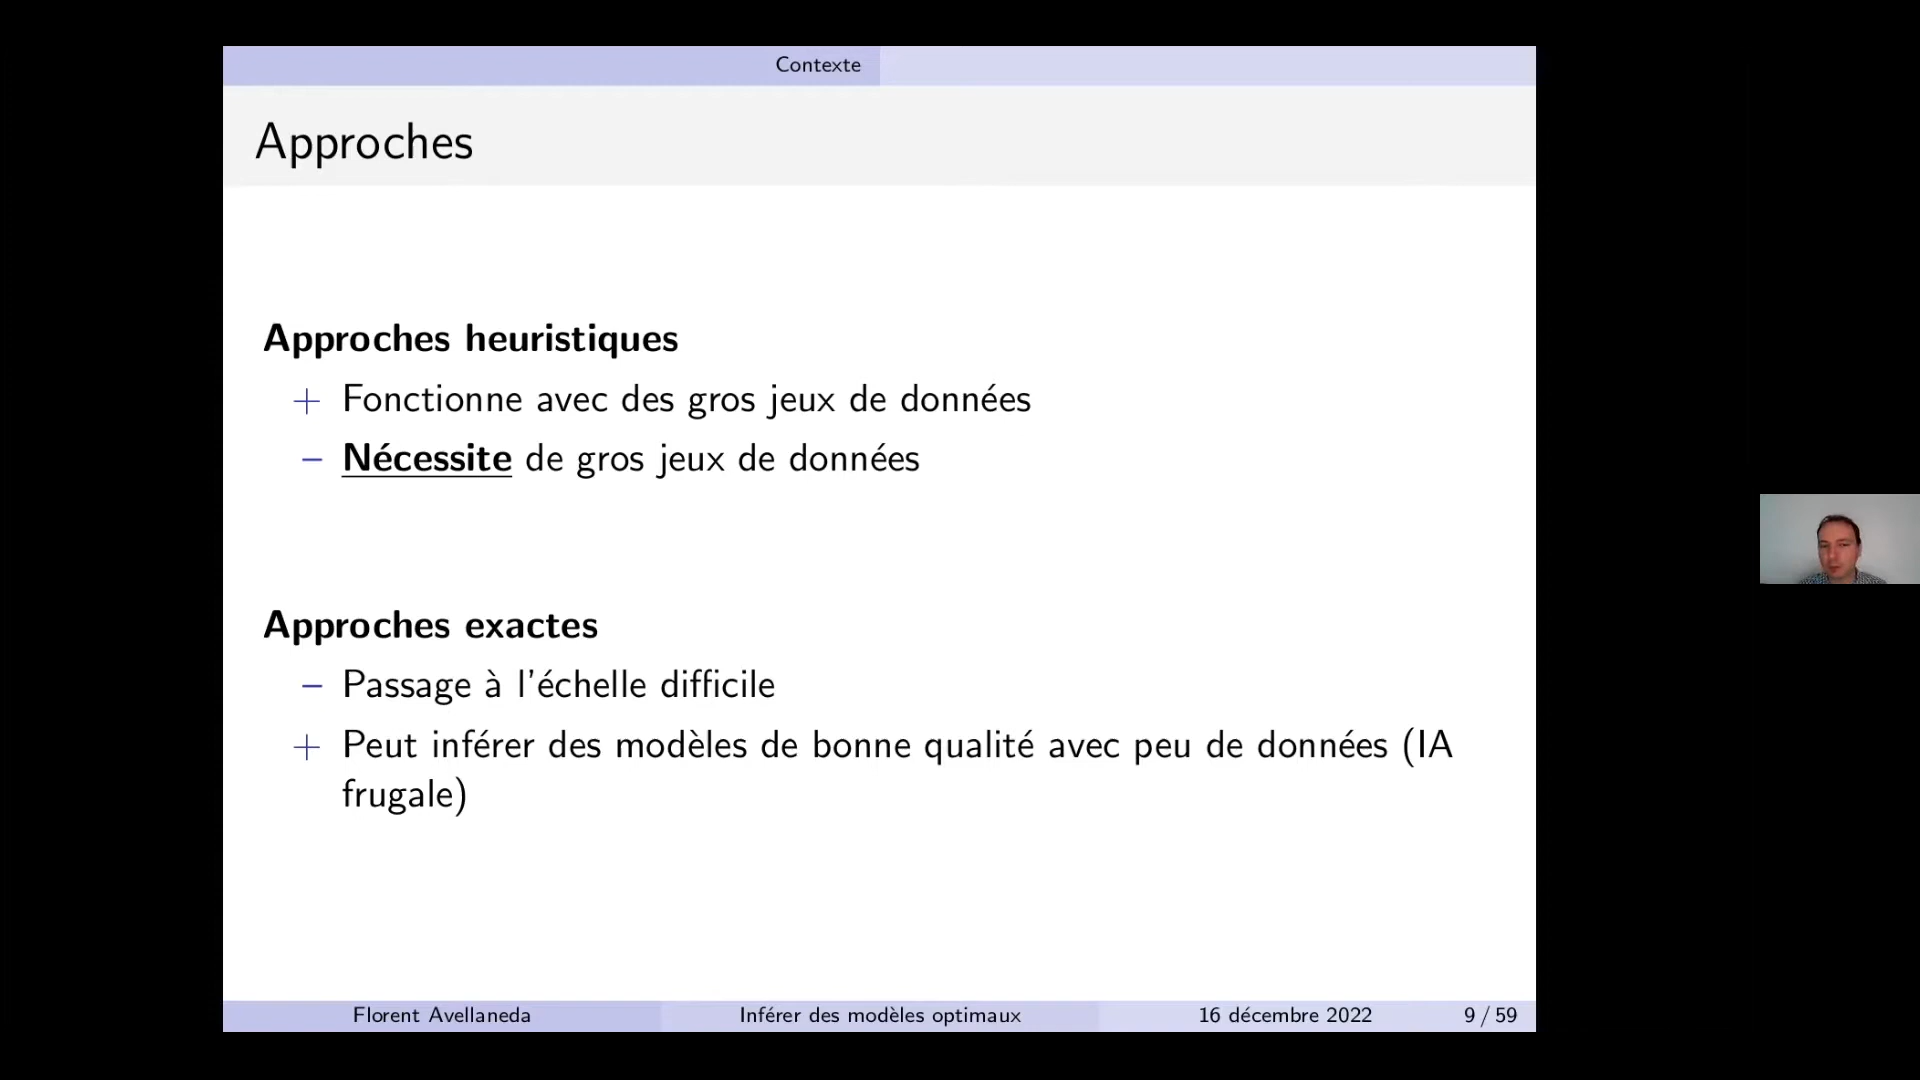 Contexte
Approches
Approches heuristiques
+ Fonctionne avec des gros jeux de données
– Nécessite de gros jeux de données
Approches exactes
– Passage à l'échelle difficile
+ Peut inférer des modèles de bonne qualité avec peu de données (IA
frugale)
Florent Avellaneda Inférer des modèles optimaux 16 décembre 2022 9 / 59